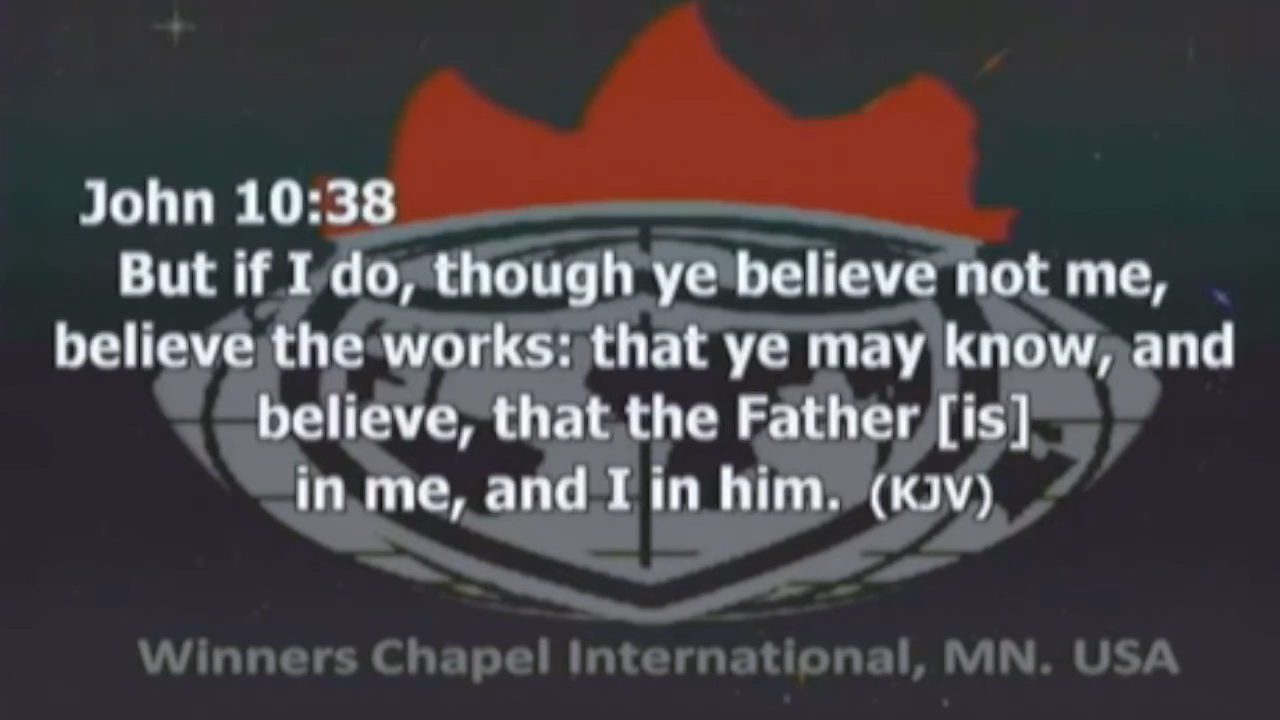 John 10:38
But if I do, though ye believe not me,
believe the works: that ye may know, and
believe, that the Father [is]
in me, and I in him. (KJV)
Winners Chapel International, MN. USA